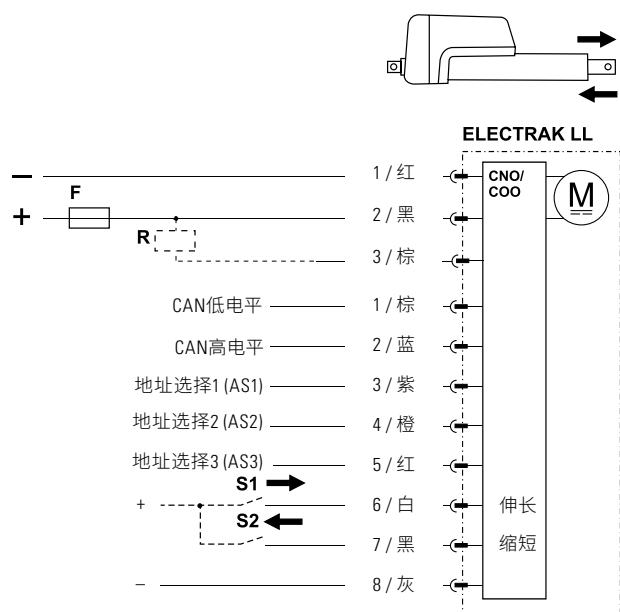 ELECTRAK LL
− 1 / 红 CNO/
COO
M
F
+ 2 / 黑
R
3 / 棕
CAN低电平 1 / 棕
CAN高电平 2 / 蓝
地址选择1 (AS1) 3 / 紫
地址选择2 (AS2) 4 / 橙
地址选择3 (AS3) 5 / 红
S1
+ 6 / 白 伸长
S2
7 / 黑 缩短
− 8 / 灰